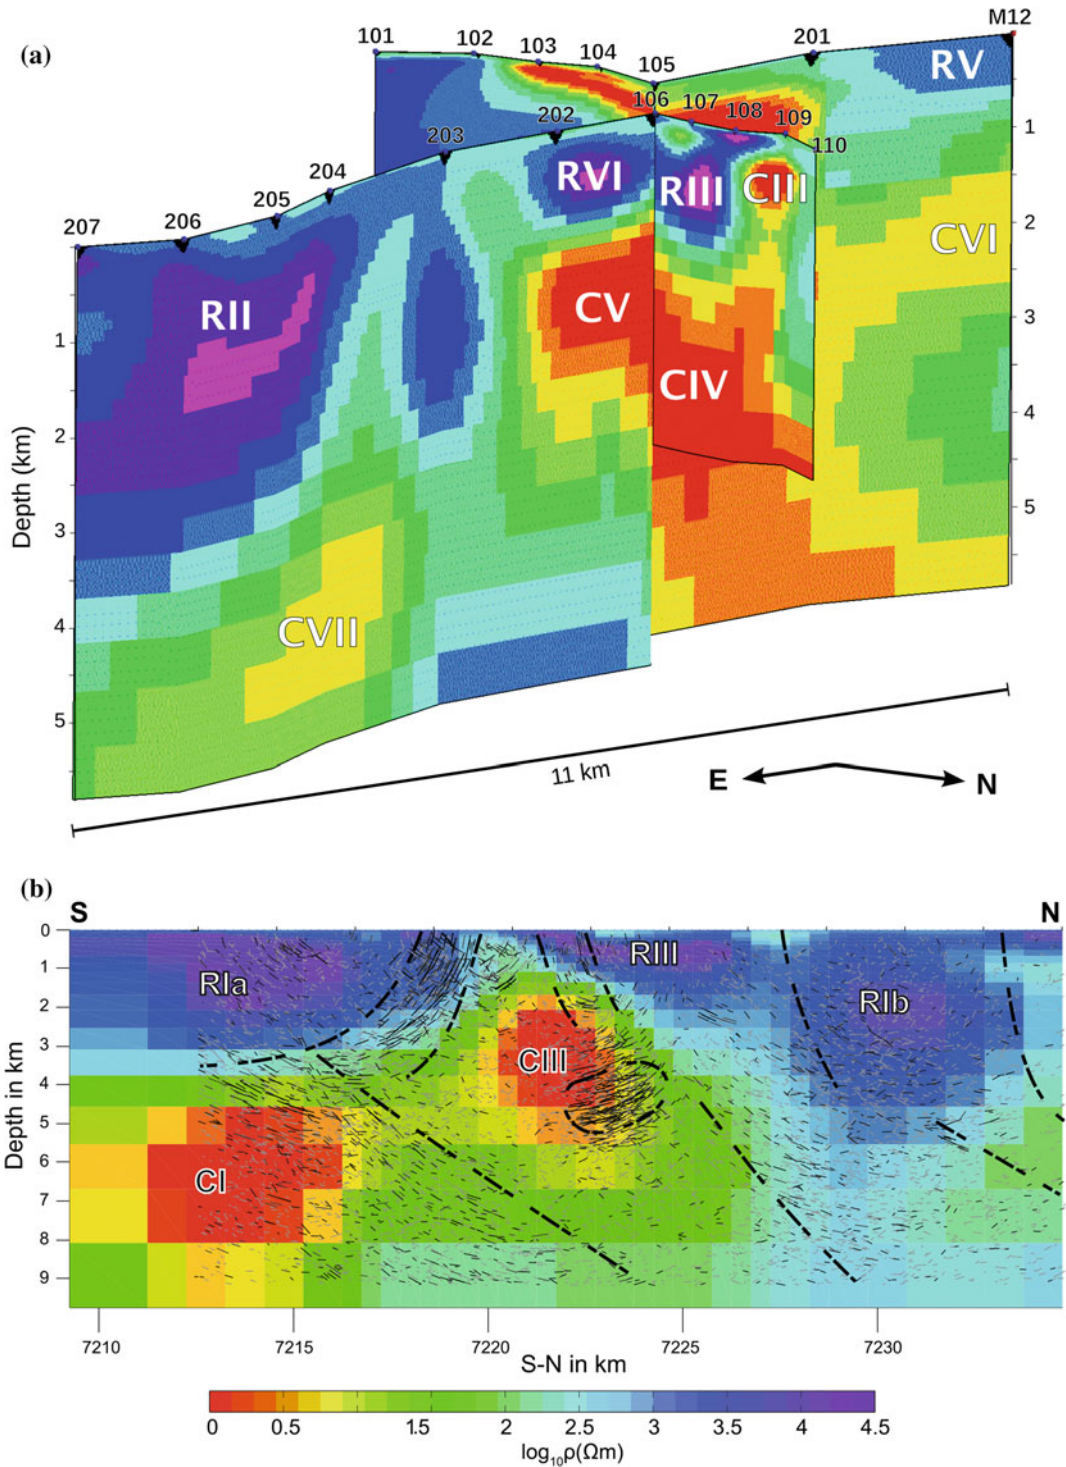 (a)
M12
101
102
103
104
105
201
RV
106
107
108
109
110
202
203
204
205
206
207
RVI
RIII
CIII
RII
CV
CVI
CIV
CVII
1
2
3
4
5
Depth (km)
1
2
3
4
5
11 km
E
N
(b)
S
N
0
1
2
3
4
5
6
7
8
9
Depth in km
RIa
RIII
RIb
CIII
CI
7210
7215
7220
7225
7230
S-N in km
0
0.5
1
1.5
2
2.5
3
3.5
4
4.5
log₁₀ρ(Ωm)